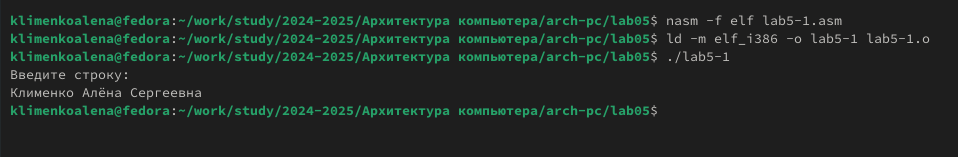 klimenkoalena@fedora:~/work/study/2024-2025/Архитектура компьютера/arch-pc/lab05$ nasm -f elf lab5-1.asm
klimenkoalena@fedora:~/work/study/2024-2025/Архитектура компьютера/arch-pc/lab05$ ld -m elf_i386 -o lab5-1 lab5-1.o
klimenkoalena@fedora:~/work/study/2024-2025/Архитектура компьютера/arch-pc/lab05$ ./lab5-1
Введите строку:
Клименко Алёна Сергеевна
klimenkoalena@fedora:~/work/study/2024-2025/Архитектура компьютера/arch-pc/lab05$